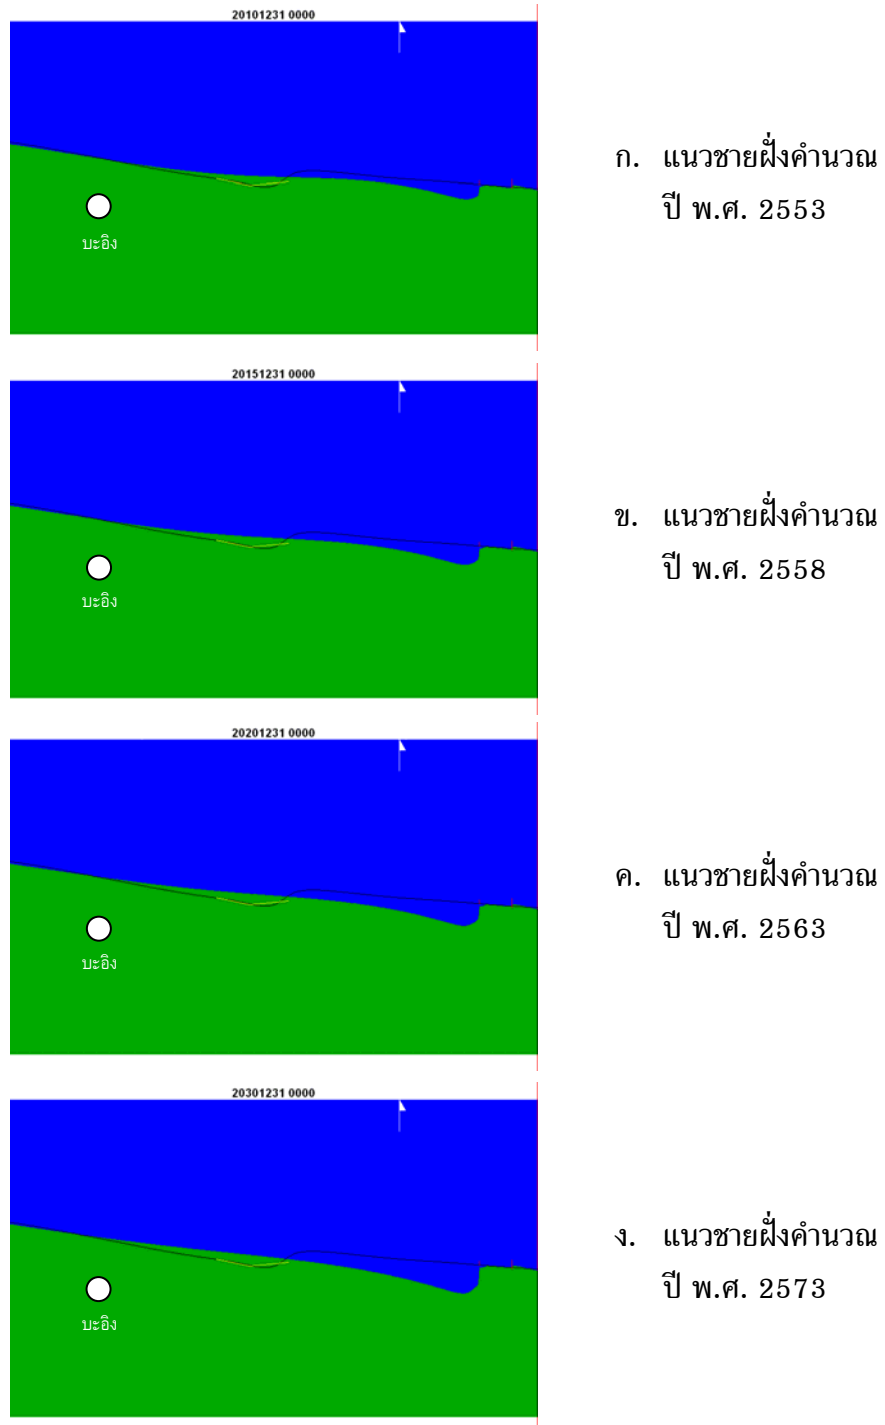 20101231 0000
บะอิง
ก. แนวชายฝั่งคำนวณ
ปี พ.ศ. 2553
20151231 0000
บะอิง
ข. แนวชายฝั่งคำนวณ
ปี พ.ศ. 2558
20201231 0000
บะอิง
ค. แนวชายฝั่งคำนวณ
ปี พ.ศ. 2563
20301231 0000
บะอิง
ง. แนวชายฝั่งคำนวณ
ปี พ.ศ. 2573